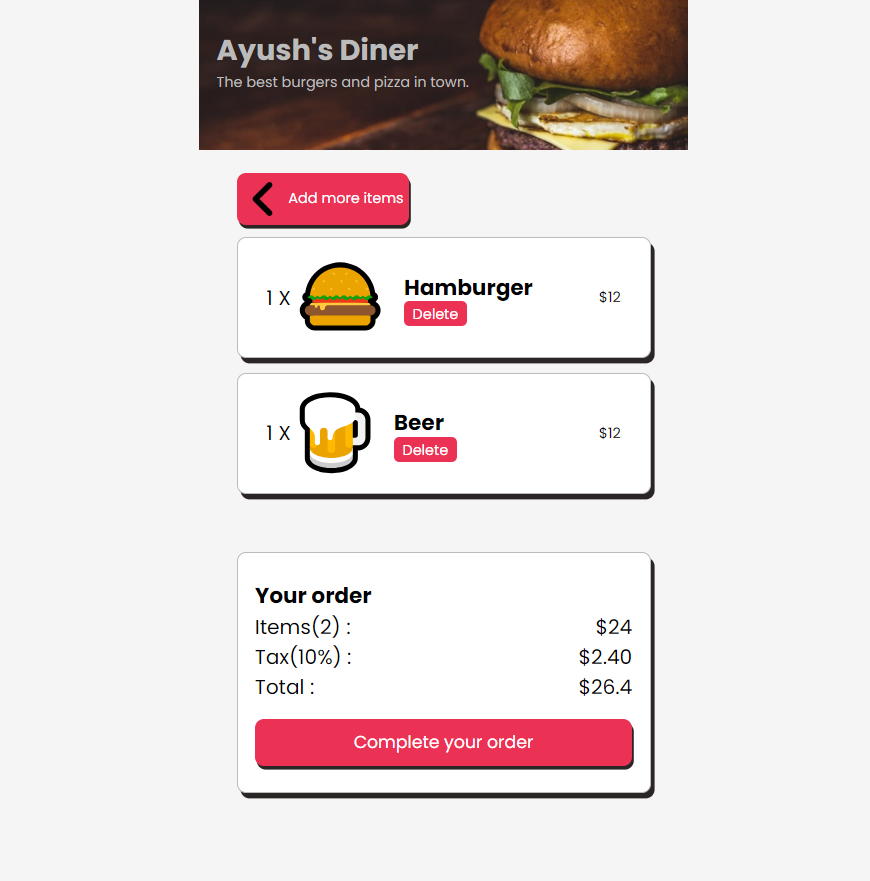 Ayush's Diner
The best burgers and pizza in town.
Add more items
1 X Hamburger $12
Delete
1 X Beer $12
Delete
Your order
Items(2) : $24
Tax(10%) : $2.40
Total : $26.4
Complete your order